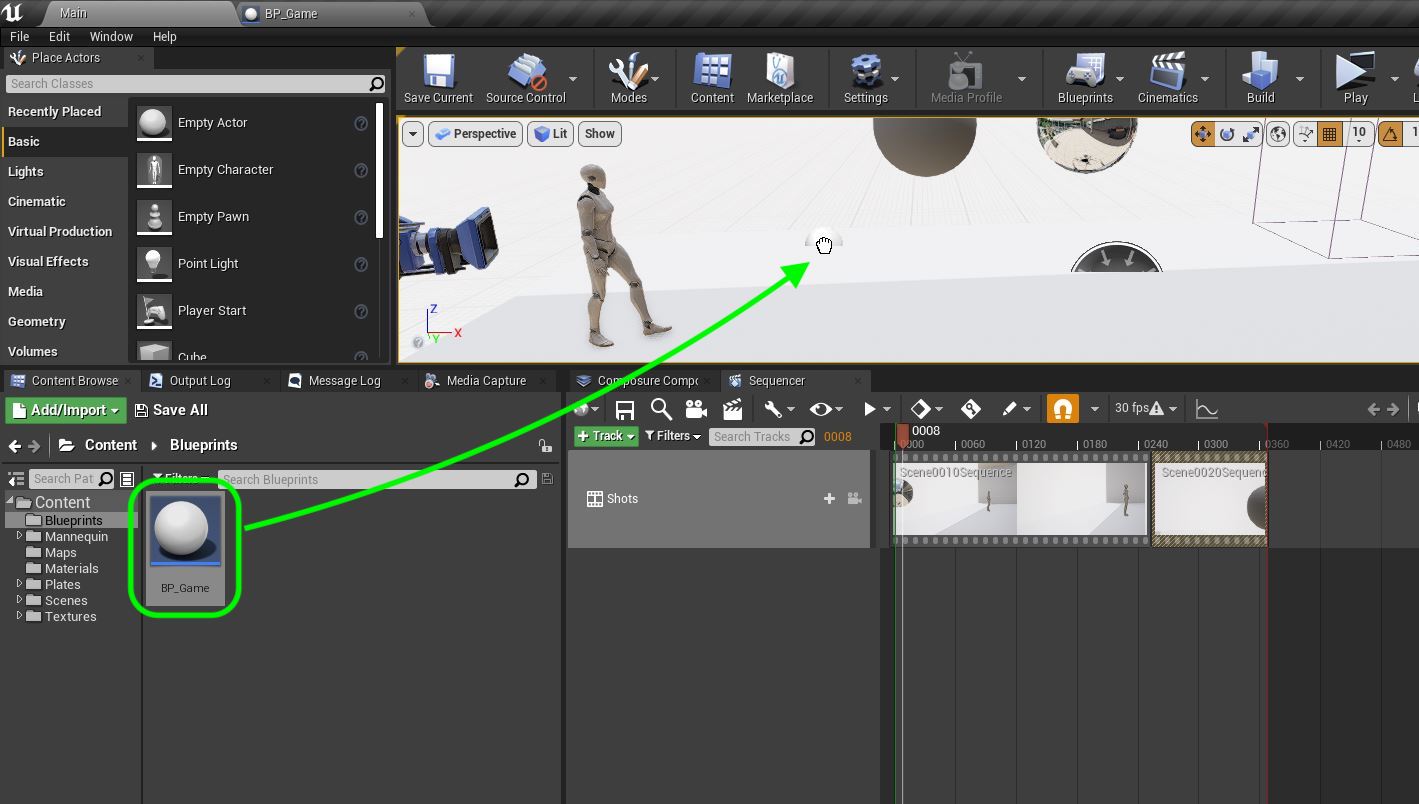 Main
BP_Game
File Edit Window Help
Place Actors
Search Classes
Recently Placed
Basic
Lights
Cinematic
Virtual Production
Visual Effects
Media
Geometry
Volumes
Empty Actor
Empty Character
Empty Pawn
Point Light
Player Start
Cube
Save Current
Source Control
Modes
Content
Marketplace
Settings
Media Profile
Blueprints
Cinematics
Build
Play
Perspective
Lit
Show
10
1
Z
X
Y
Content Browse
Output Log
Message Log
Media Capture
Add/Import
Save All
Content
Blueprints
Search Pat
Filters
Search Blueprints
Content
Blueprints
Mannequin
Maps
Materials
Plates
Scenes
Textures
BP_Game
Composure Compo
Sequencer
30 fps
+ Track
Filters
Search Tracks
0008
Shots
0008
0000 0060 0120 0180 0240 0300 0360 0420 0480
Scene0010Sequence
Scene0020Sequenc